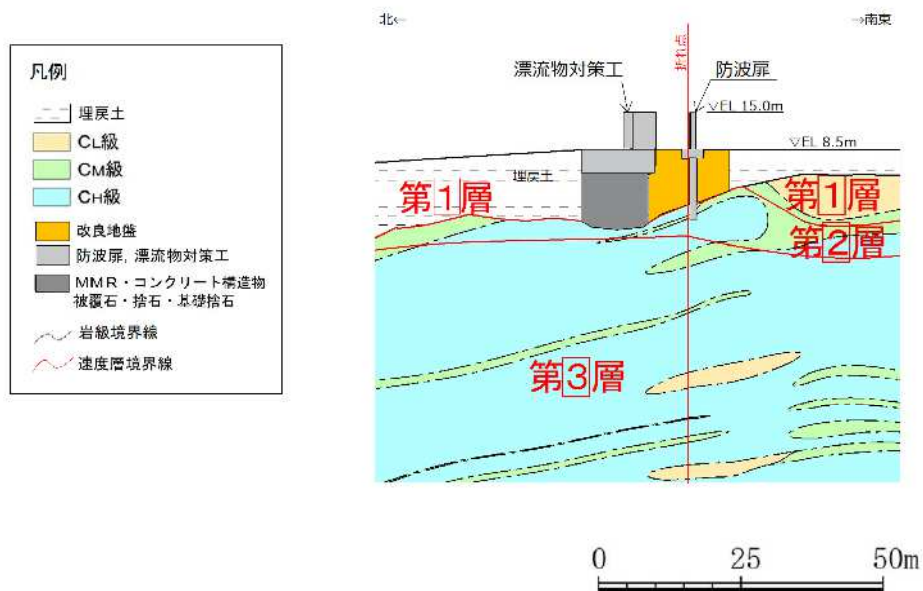 北←
→南東
折れ点
漂流物対策工
防波扉
▽EL 15.0m
▽EL 8.5m
埋戻土
第1層
第1層
第2層
第3層
凡例
埋戻土
CL級
CM級
CH級
改良地盤
防波扉, 漂流物対策工
MMR・コンクリート構造物
被覆石・捨石・基礎捨石
岩級境界線
速度層境界線
0 25 50m